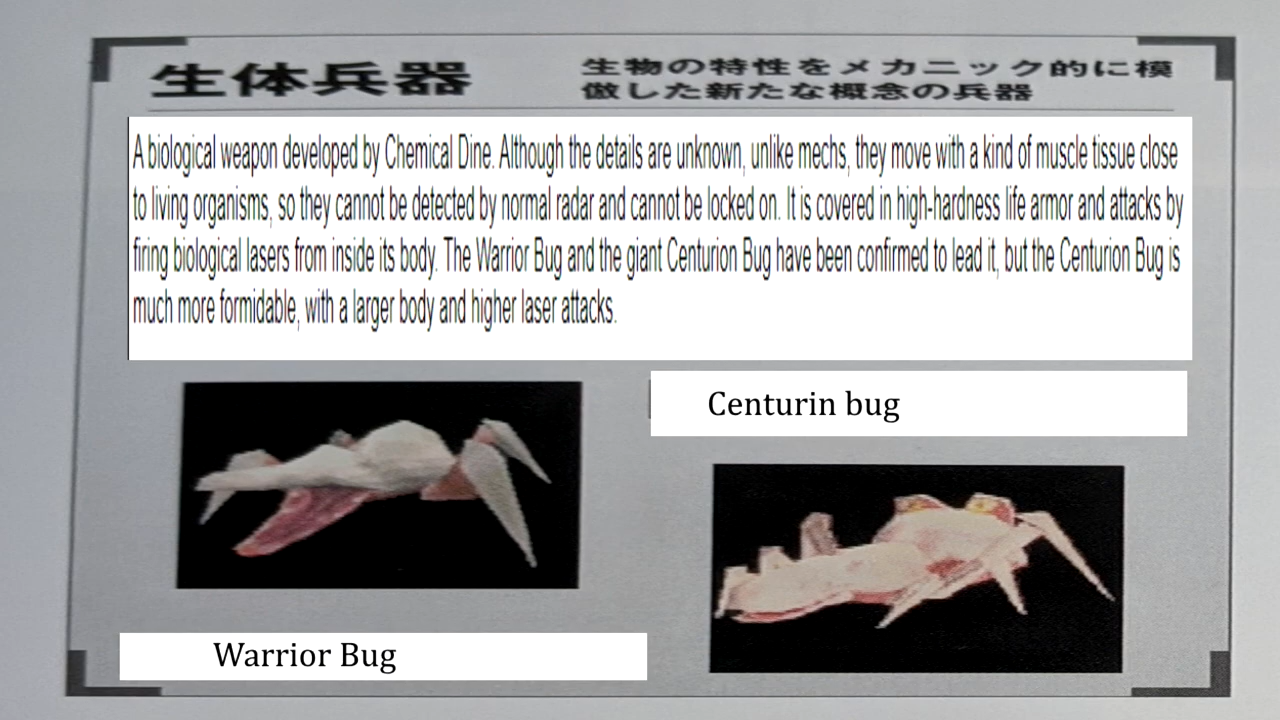 生体兵器
生物の特性をメカニック的に模
倣した新たな概念の兵器
A biological weapon developed by Chemical Dine. Although the details are unknown, unlike mechs, they move with a kind of muscle tissue close
to living organisms, so they cannot be detected by normal radar and cannot be locked on. It is covered in high-hardness life armor and attacks by
firing biological lasers from inside its body. The Warrior Bug and the giant Centurion Bug have been confirmed to lead it, but the Centurion Bug is
much more formidable, with a larger body and higher laser attacks.
Centurin bug
Warrior Bug